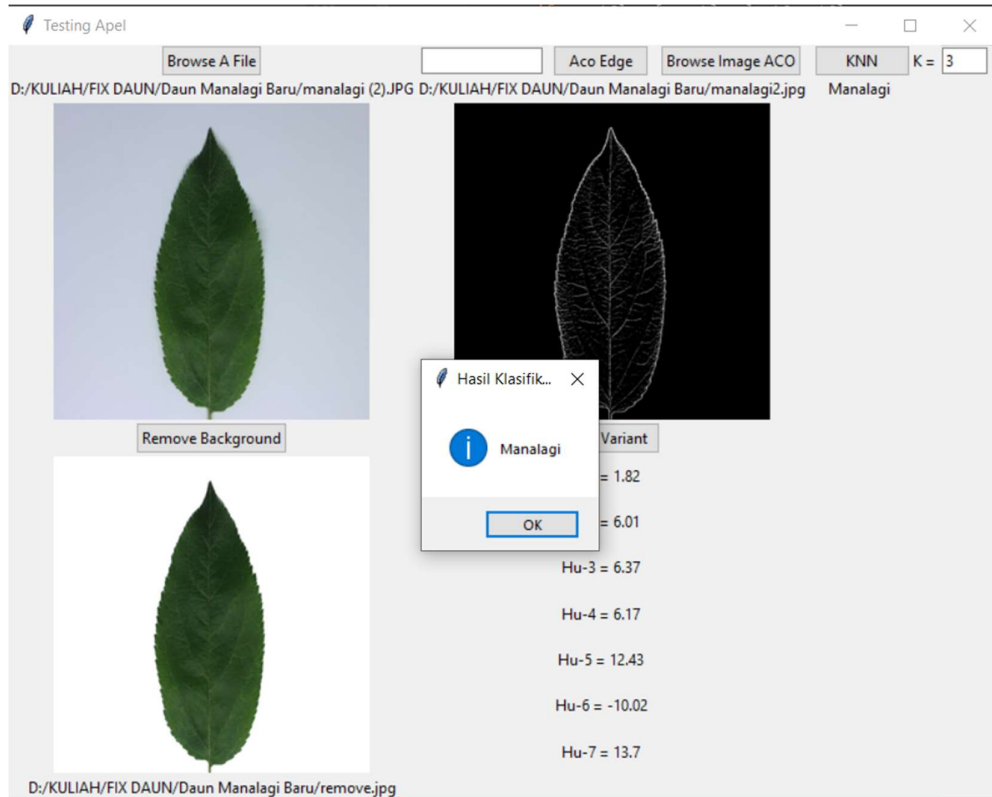 Testing Apel
Browse A File Aco Edge Browse Image ACO KNN K = 3
D:/KULIAH/FIX DAUN/Daun Manalagi Baru/manalagi (2).JPG D:/KULIAH/FIX DAUN/Daun Manalagi Baru/manalagi2.jpg Manalagi
Hasil Klasifik...
Manalagi
OK
Remove Background
Variant
= 1.82
= 6.01
Hu-3 = 6.37
Hu-4 = 6.17
Hu-5 = 12.43
Hu-6 = -10.02
Hu-7 = 13.7
D:/KULIAH/FIX DAUN/Daun Manalagi Baru/remove.jpg